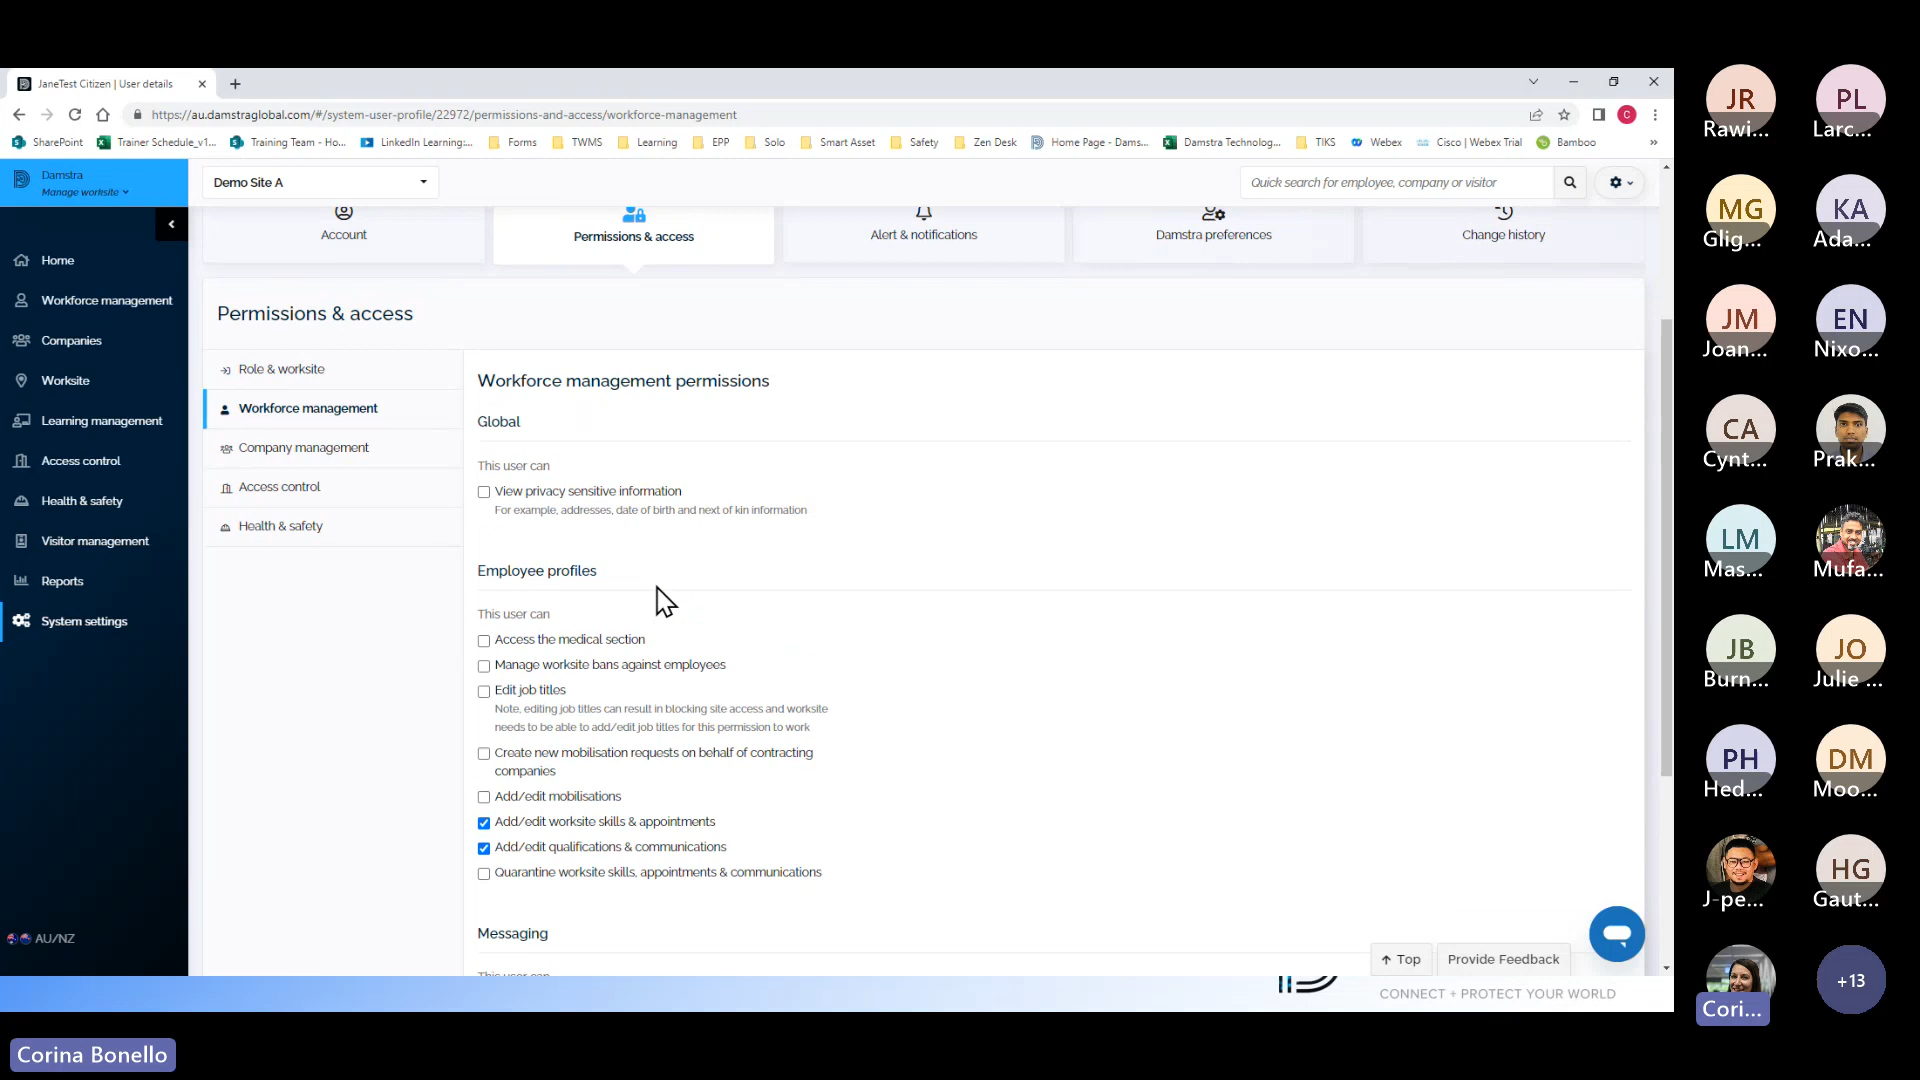 JaneTest Citizen | User details
https://au.damstraglobal.com/#/system-user-profile/22972/permissions-and-access/workforce-management
C
SharePoint
Trainer Schedule_v1...
Training Team - Ho...
LinkedIn Learning:...
Forms
TWMS
Learning
EPP
Solo
Smart Asset
Safety
Zen Desk
Home Page - Dams...
Damstra Technolog...
TIKS
Webex
Cisco | Webex Trial
Bamboo
»
Damstra
Manage worksite
Demo Site A
Quick search for employee, company or visitor
Home
Workforce management
Companies
Worksite
Learning management
Access control
Health & safety
Visitor management
Reports
System settings
AU/NZ
Account
Permissions & access
Alert & notifications
Damstra preferences
Change history
Permissions & access
Role & worksite
Workforce management
Company management
Access control
Health & safety
Workforce management permissions
Global
This user can
View privacy sensitive information
For example, addresses, date of birth and next of kin information
Employee profiles
This user can
Access the medical section
Manage worksite bans against employees
Edit job titles
Note, editing job titles can result in blocking site access and worksite
needs to be able to add/edit job titles for this permission to work
Create new mobilisation requests on behalf of contracting
companies
Add/edit mobilisations
Add/edit worksite skills & appointments
Add/edit qualifications & communications
Quarantine worksite skills, appointments & communications
Messaging
This user can
Top
Provide Feedback
CONNECT + PROTECT YOUR WORLD
Corina Bonello
JR
Rawi...
PL
Larc...
MG
Glig...
KA
Ada...
JM
Joan...
EN
Nixo...
CA
Cynt...
Prak...
LM
Mas...
Mufa...
JB
Burn...
JO
Julie ...
PH
Hed...
DM
Moo...
J-pe...
HG
Gaut...
Cori...
+13